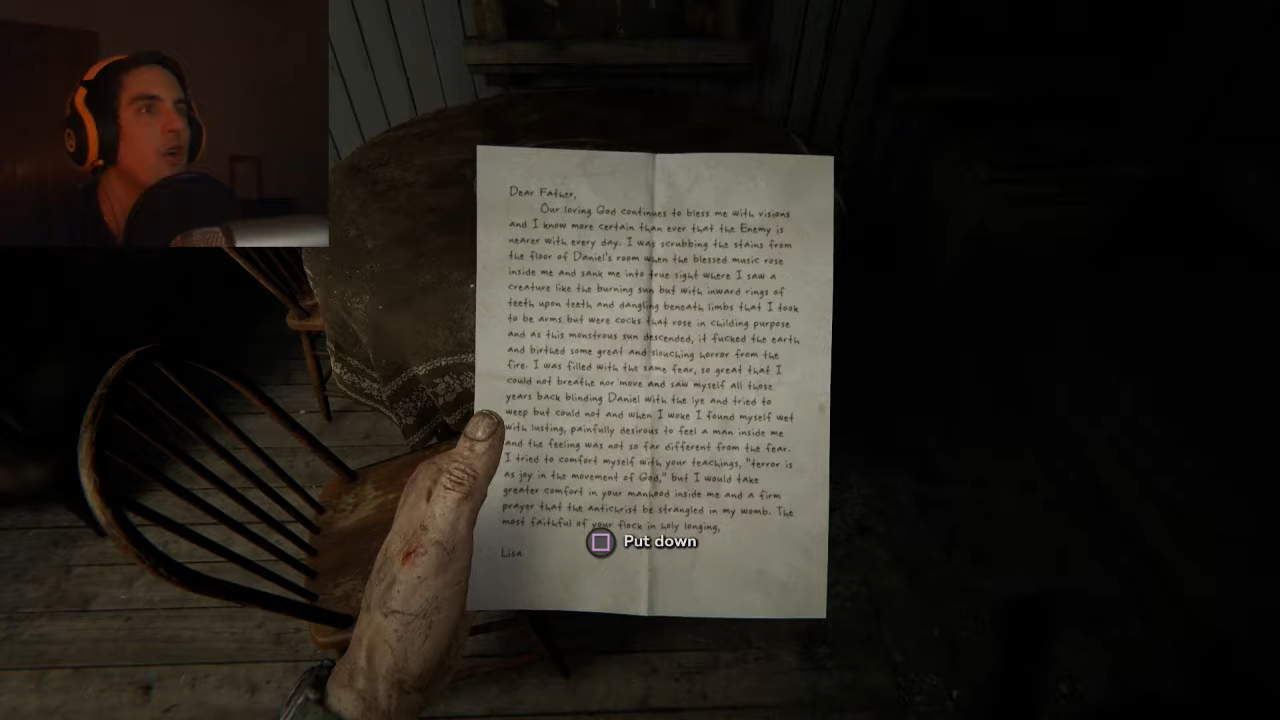 Dear Father,
Our loving God continues to bless me with visions
and I know more certain than ever that the Enemy is
nearer with every day. I was scrubbing the stains from
the floor of Daniel's room when the blessed music rose
inside me and sank me into true sight where I saw a
creature like the burning sun but with inward rings of
teeth upon teeth and dangling beneath limbs that I took
to be arms but were cocks that rose in childing purpose
and as this monstrous sun descended, it fucked the earth
and birthed some great and slouching horror from the
fire. I was filled with the same fear, so great that I
could not breathe nor move and saw myself all those
years back blinding Daniel with the lye and tried to
weep but could not and when I woke I found myself wet
with lusting, painfully desirous to feel a man inside me
and the feeling was not so far different from the fear.
I tried to comfort myself with your teachings, "terror is
as joy in the movement of God," but I would take
greater comfort in your manhood inside me and a firm
prayer that the antichrist be strangled in my womb. The
most faithful of your flock in holy longing,
Put down
Lisa